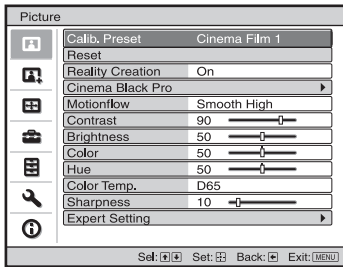 Picture
Calib. Preset Cinema Film 1
Reset
Reality Creation On
Cinema Black Pro
Motionflow Smooth High
Contrast 90
Brightness 50
Color 50
Hue 50
Color Temp. D65
Sharpness 10
Expert Setting
Sel: Set: Back: Exit: MENU